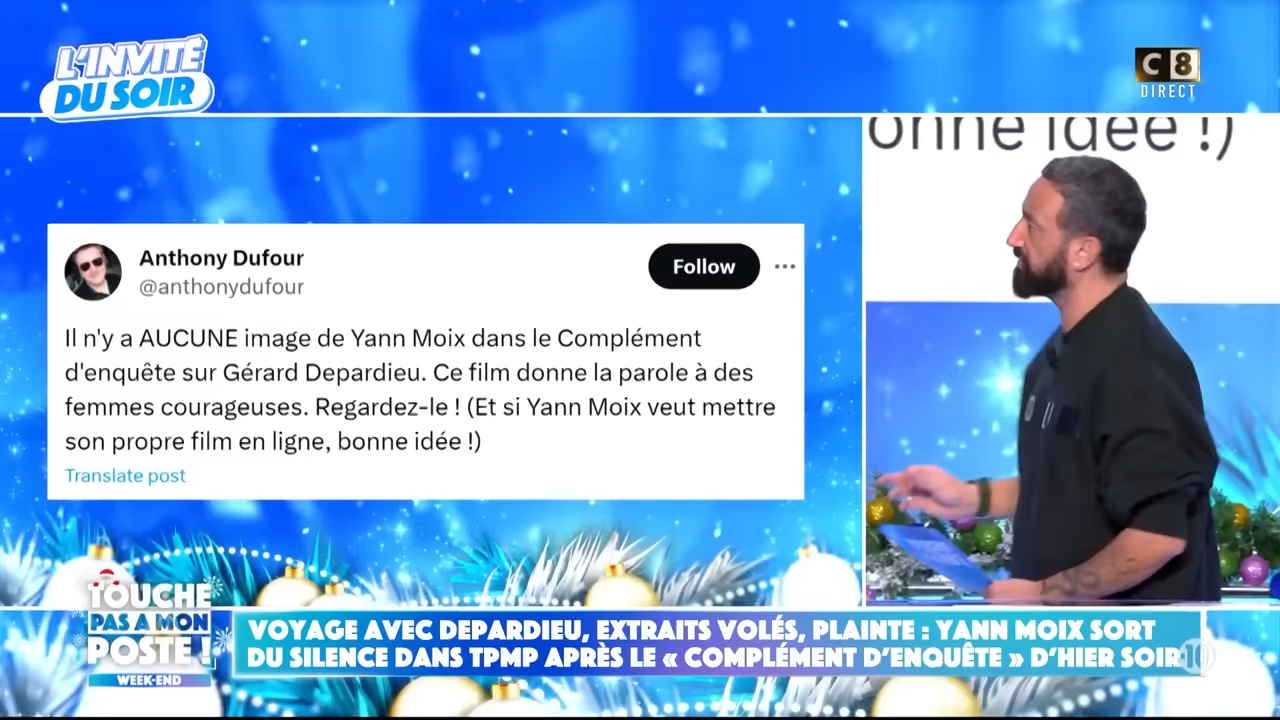 L'INVITÉ
DU SOIR
C8
DIRECT
onne idée !)
Anthony Dufour
@anthonydufour
Follow
Il n'y a AUCUNE image de Yann Moix dans le Complément
d'enquête sur Gérard Depardieu. Ce film donne la parole à des
femmes courageuses. Regardez-le ! (Et si Yann Moix veut mettre
son propre film en ligne, bonne idée !)
Translate post
TOUCHE
PAS A MON
POSTE !
WEEK-END
VOYAGE AVEC DEPARDIEU, EXTRAITS VOLÉS, PLAINTE : YANN MOIX SORT
DU SILENCE DANS TPMP APRÈS LE « COMPLÉMENT D'ENQUÊTE » D'HIER SOIR
-10